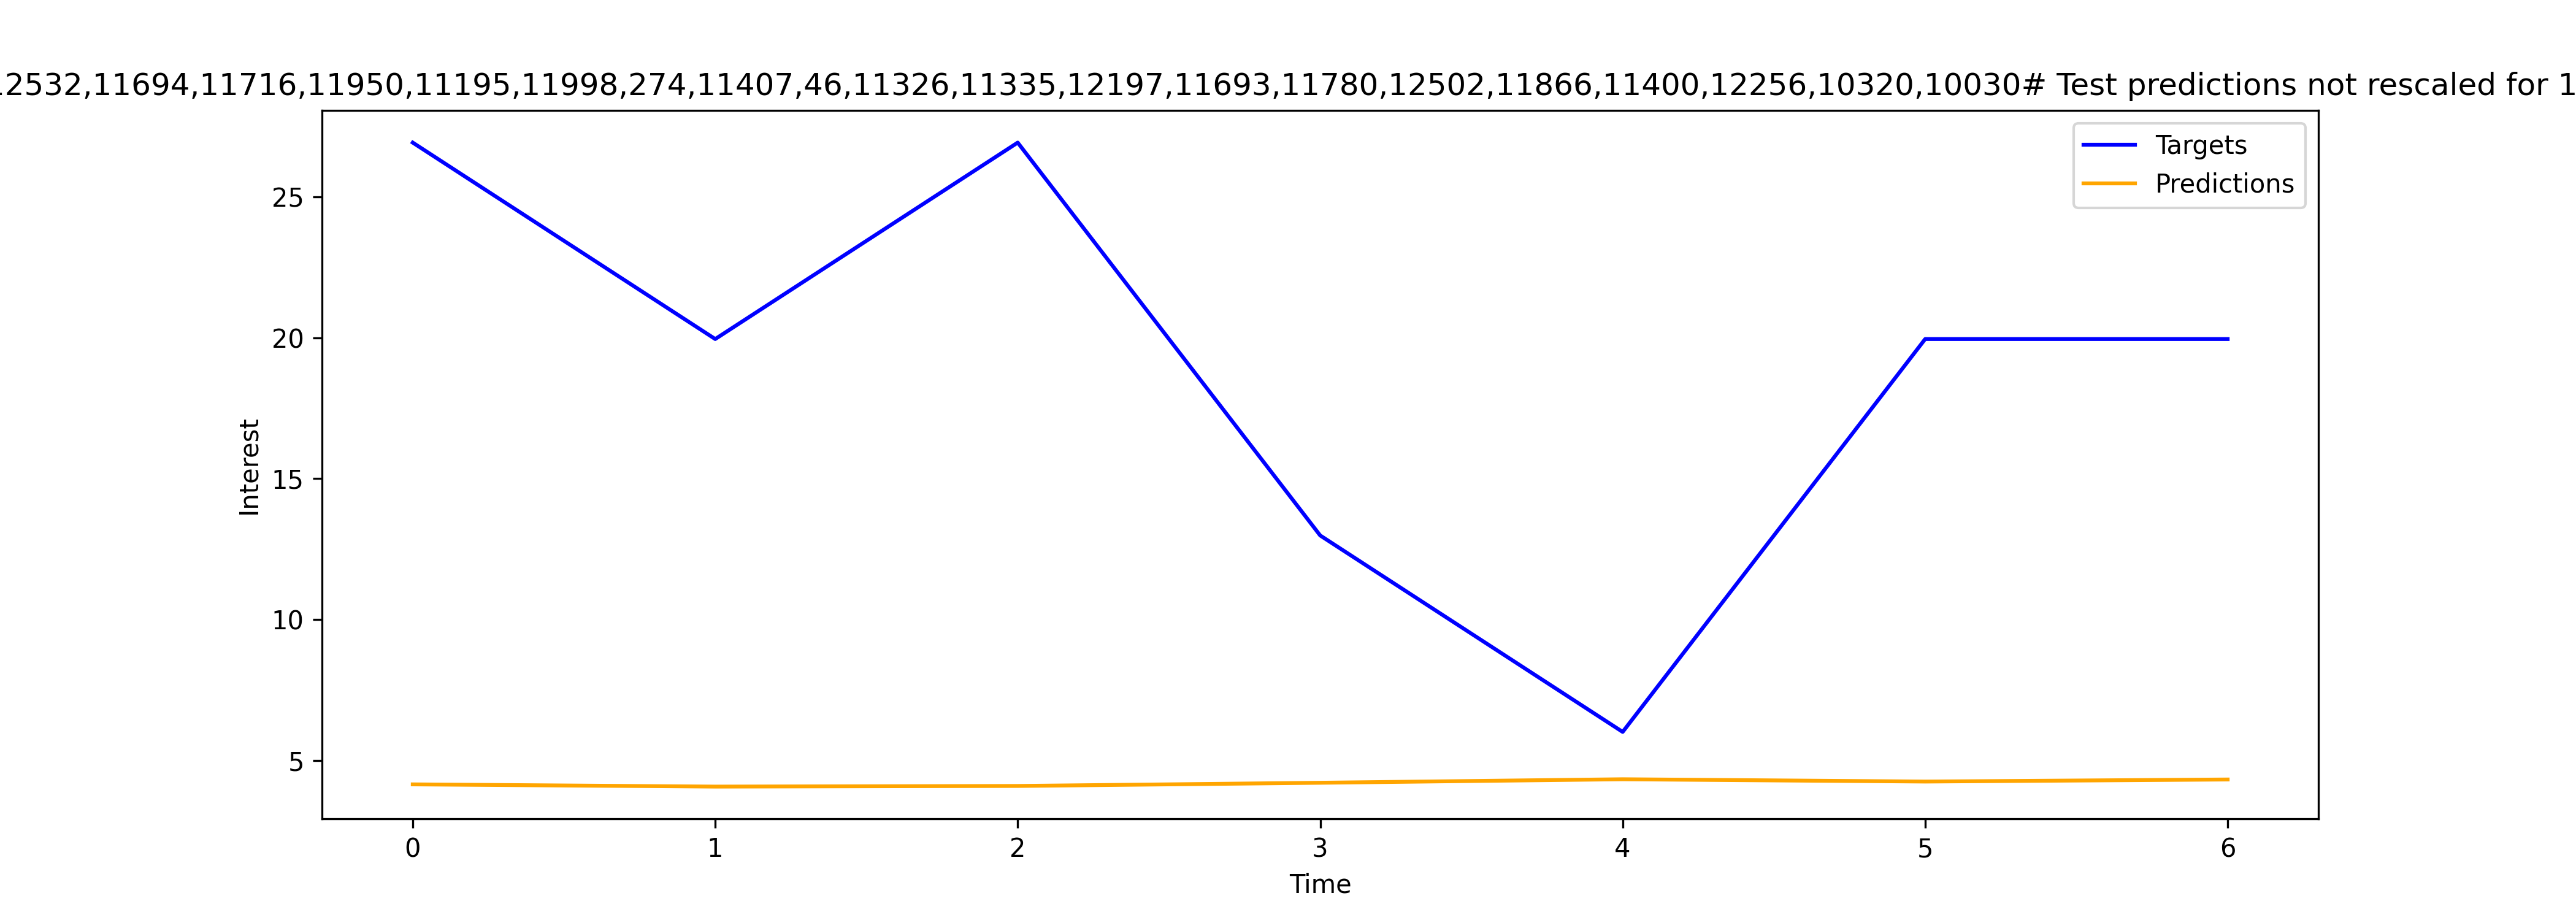 2532,11694,11716,11950,11195,11998,274,11407,46,11326,11335,12197,11693,11780,12502,11866,11400,12256,10320,10030# Test predictions not rescaled for 1
Targets
Predictions
25
20
15
10
5
Interest
0 1 2 3 4 5 6
Time